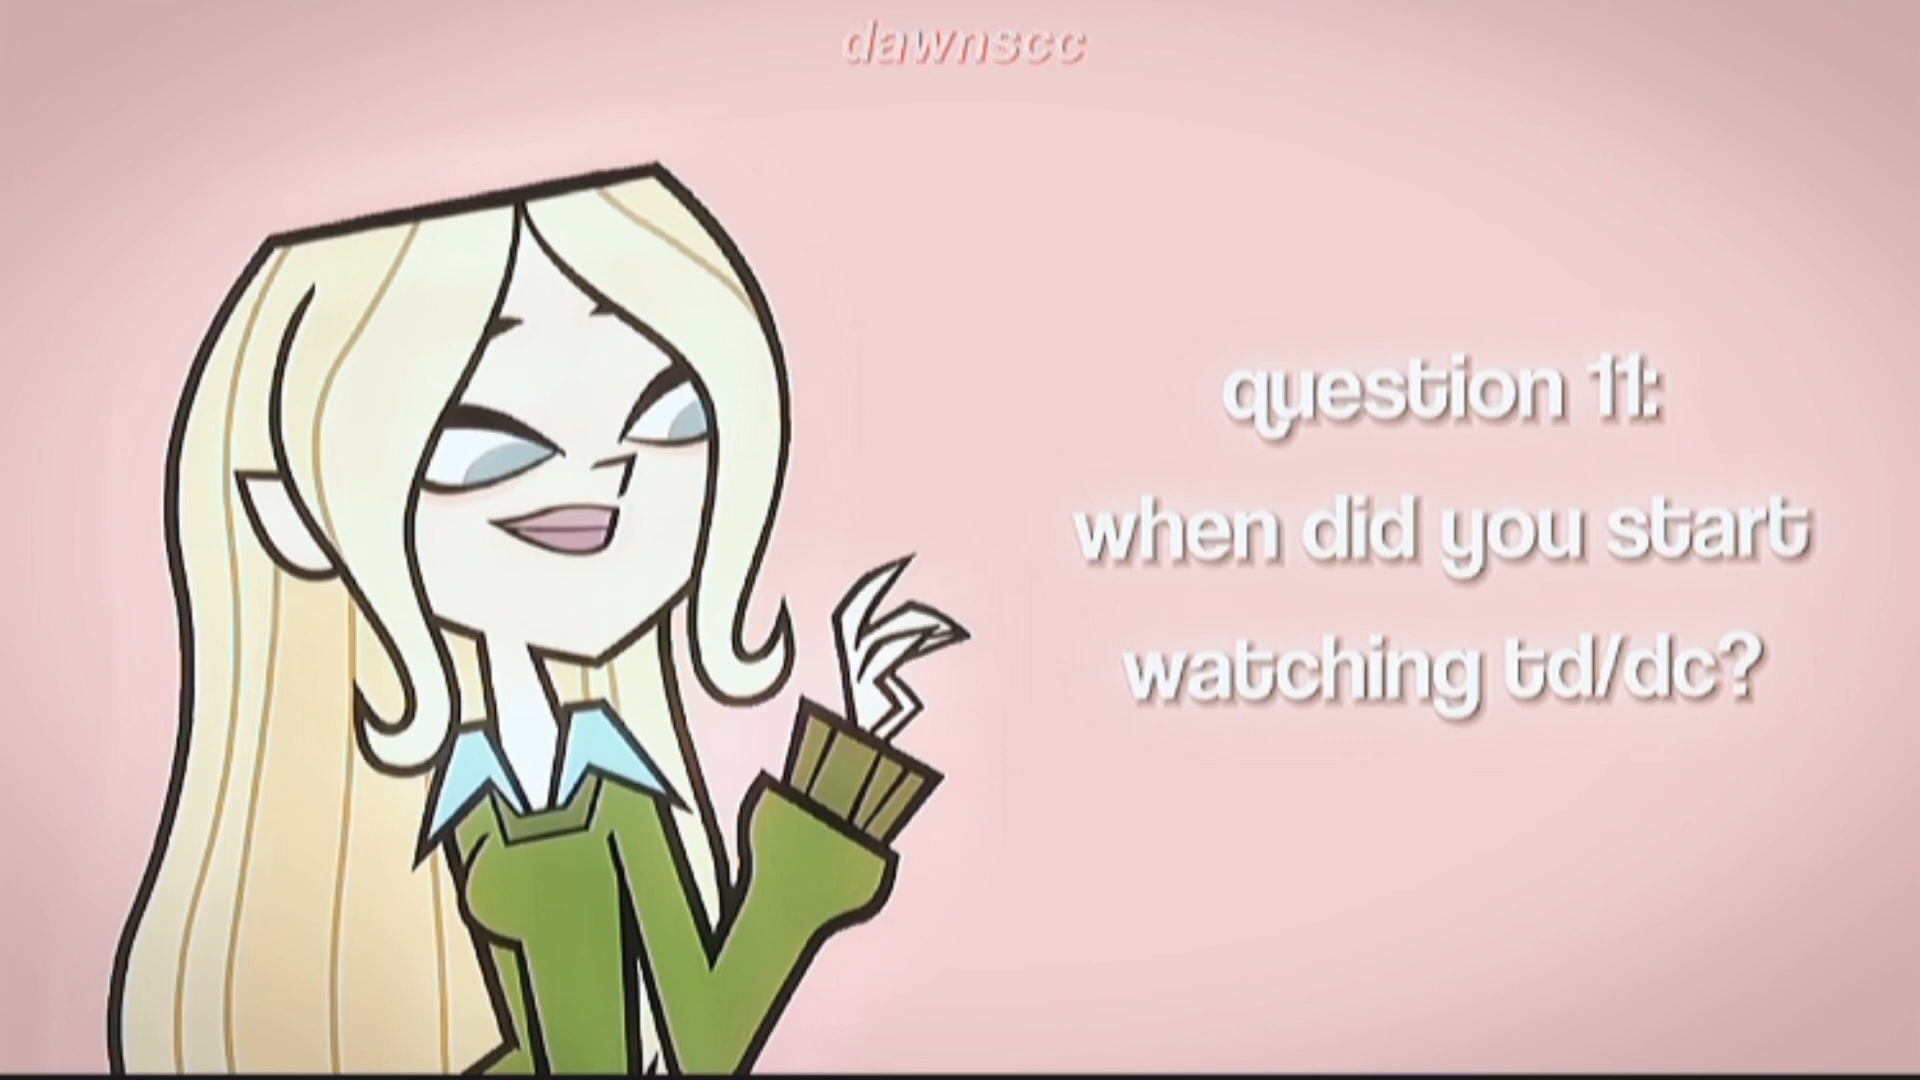 dawnscc
question 11:
when did you start
watching td/dc?